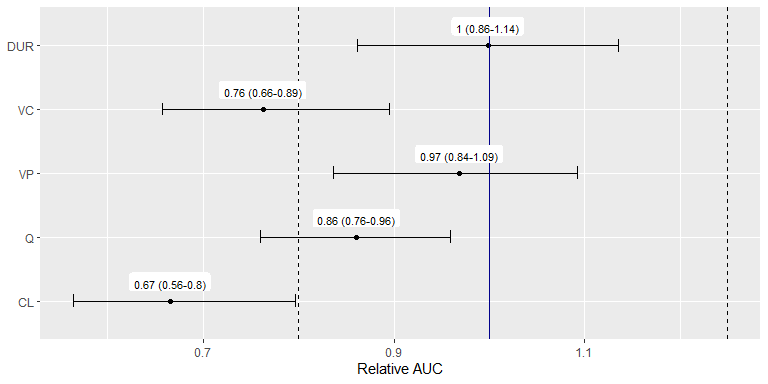 DUR
1 (0.86-1.14)
VC
0.76 (0.66-0.89)
VP
0.97 (0.84-1.09)
Q
0.86 (0.76-0.96)
CL
0.67 (0.56-0.8)
0.7 0.9 1.1
Relative AUC